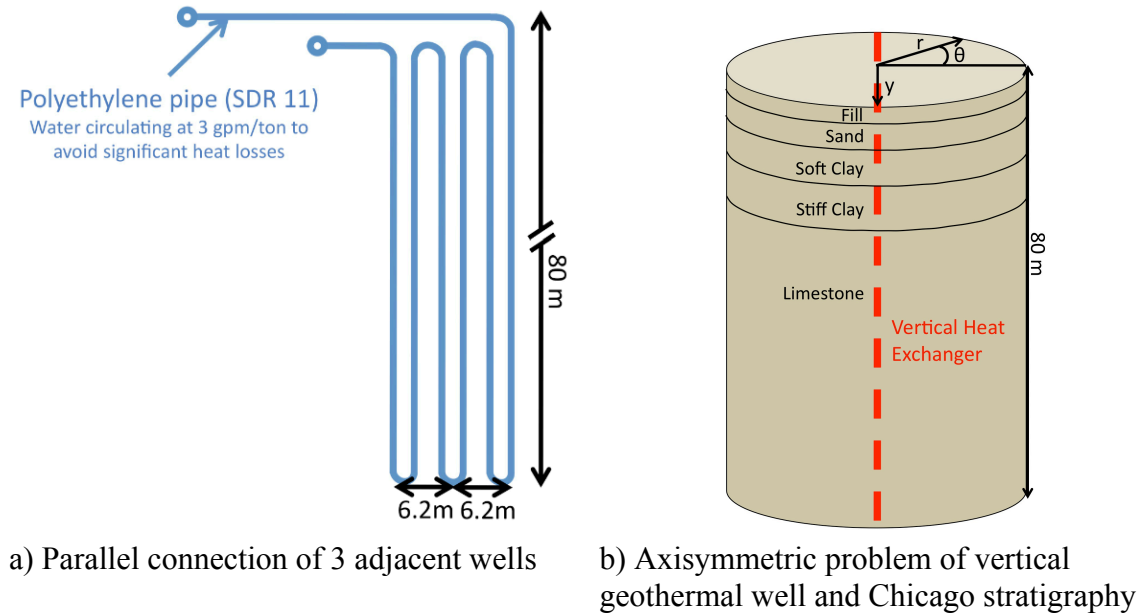 Polyethylene pipe (SDR 11)
Water circulating at 3 gpm/ton to
avoid significant heat losses
80 m
6.2m 6.2m
a) Parallel connection of 3 adjacent wells
r
θ
y
Fill
Sand
Soft Clay
Stiff Clay
Limestone
80 m
Vertical Heat
Exchanger
b) Axisymmetric problem of vertical
geothermal well and Chicago stratigraphy